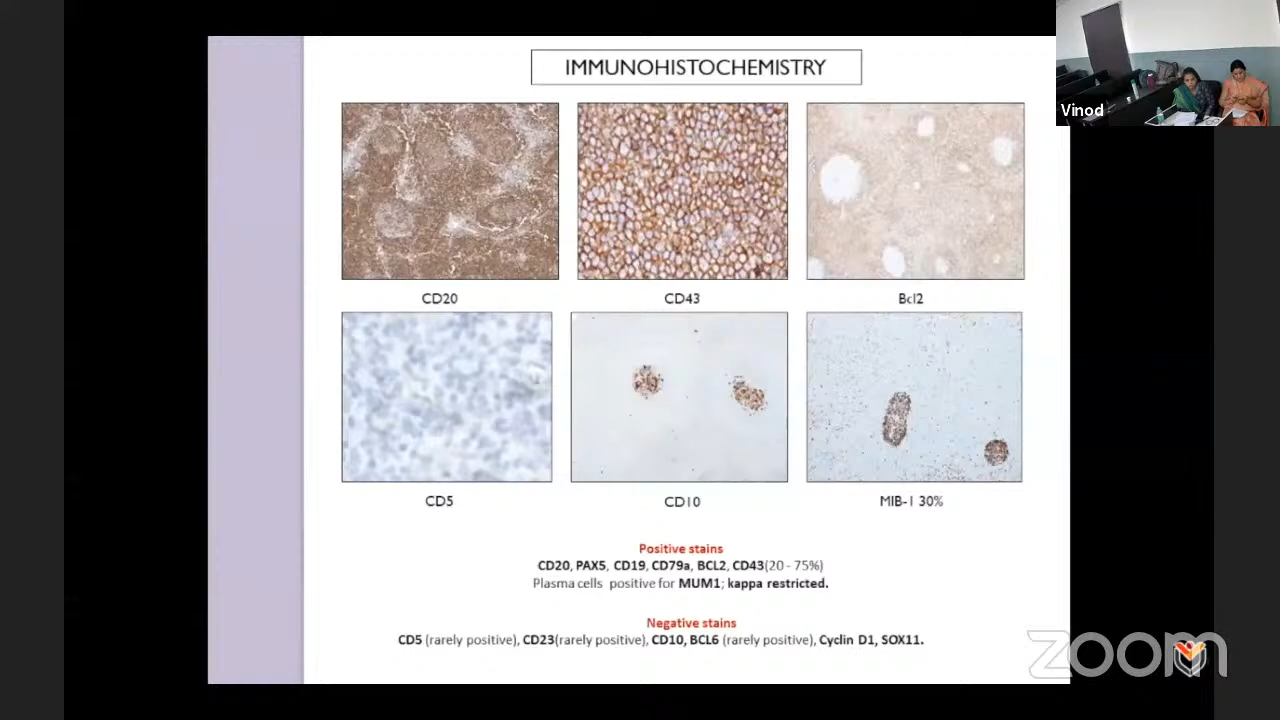 IMMUNOHISTOCHEMISTRY
Vinod
CD20
CD43
Bcl2
CD5
CD10
MIB-1 30%
Positive stains
CD20, PAX5, CD19, CD79a, BCL2, CD43(20 - 75%)
Plasma cells positive for MUM1; kappa restricted.
Negative stains
CD5 (rarely positive), CD23(rarely positive), CD10, BCL6 (rarely positive), Cyclin D1, SOX11.
zoom